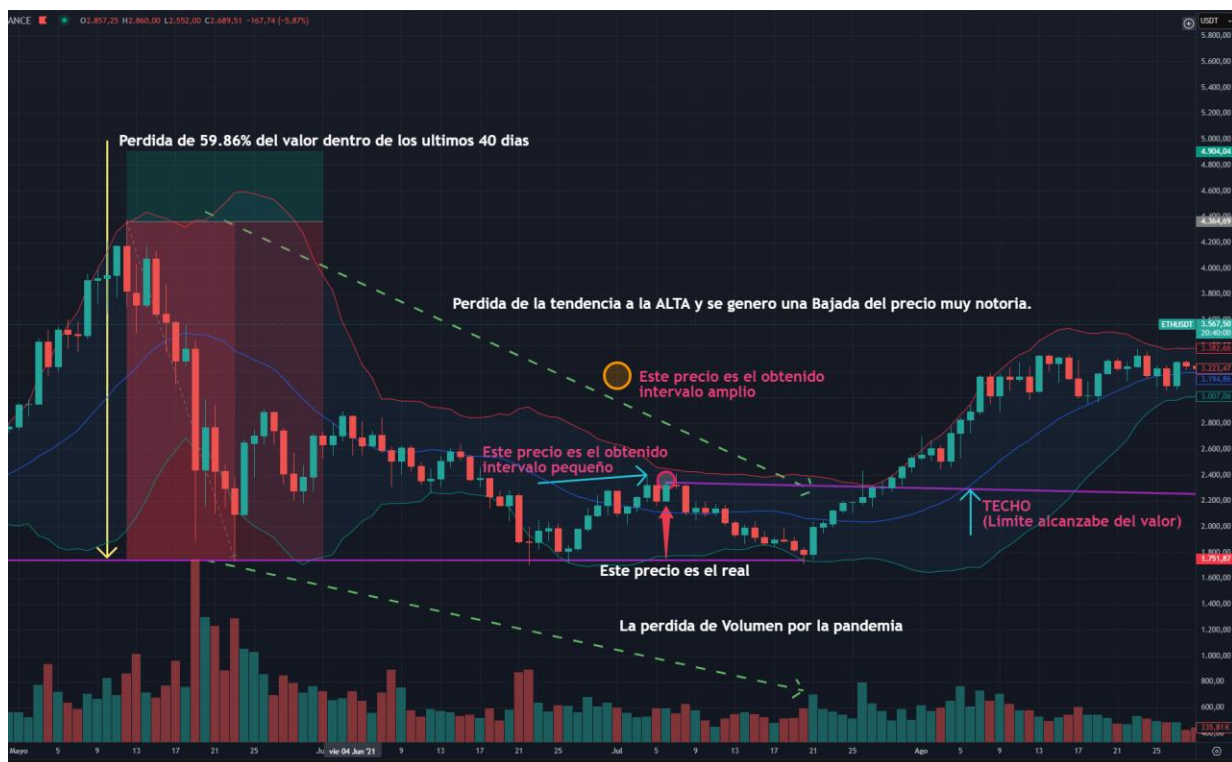 ANCE O2.857,25 H2.860,00 L2.552,00 C2.689,51 −167,74 (−5,87%)
USDT
5.800,00
5.600,00
5.400,00
5.200,00
5.000,00
4.904,04
4.800,00
4.600,00
4.364,69
4.200,00
4.000,00
3.800,00
ETHUSDT 3.567,50
20:40:00
3.382,66
3.223,47
3.194,86
3.007,06
2.800,00
2.600,00
2.400,00
2.200,00
2.000,00
1.800,00
1.751,87
1.600,00
1.400,00
1.200,00
1.000,00
800,00
600,00
335,81K
Perdida de 59.86% del valor dentro de los ultimos 40 dias
Perdida de la tendencia a la ALTA y se genero una Bajada del precio muy notoria.
Este precio es el obtenido
intervalo amplio
Este precio es el obtenido
intervalo pequeño
TECHO
(Limite alcanzabe del valor)
Este precio es el real
La perdida de Volumen por la pandemia
Mayo 5 9 13 17 21 25 vie 04 Jun '21 9 13 17 21 25 Jul 5 9 13 17 21 25 Ago 5 9 13 17 21 25